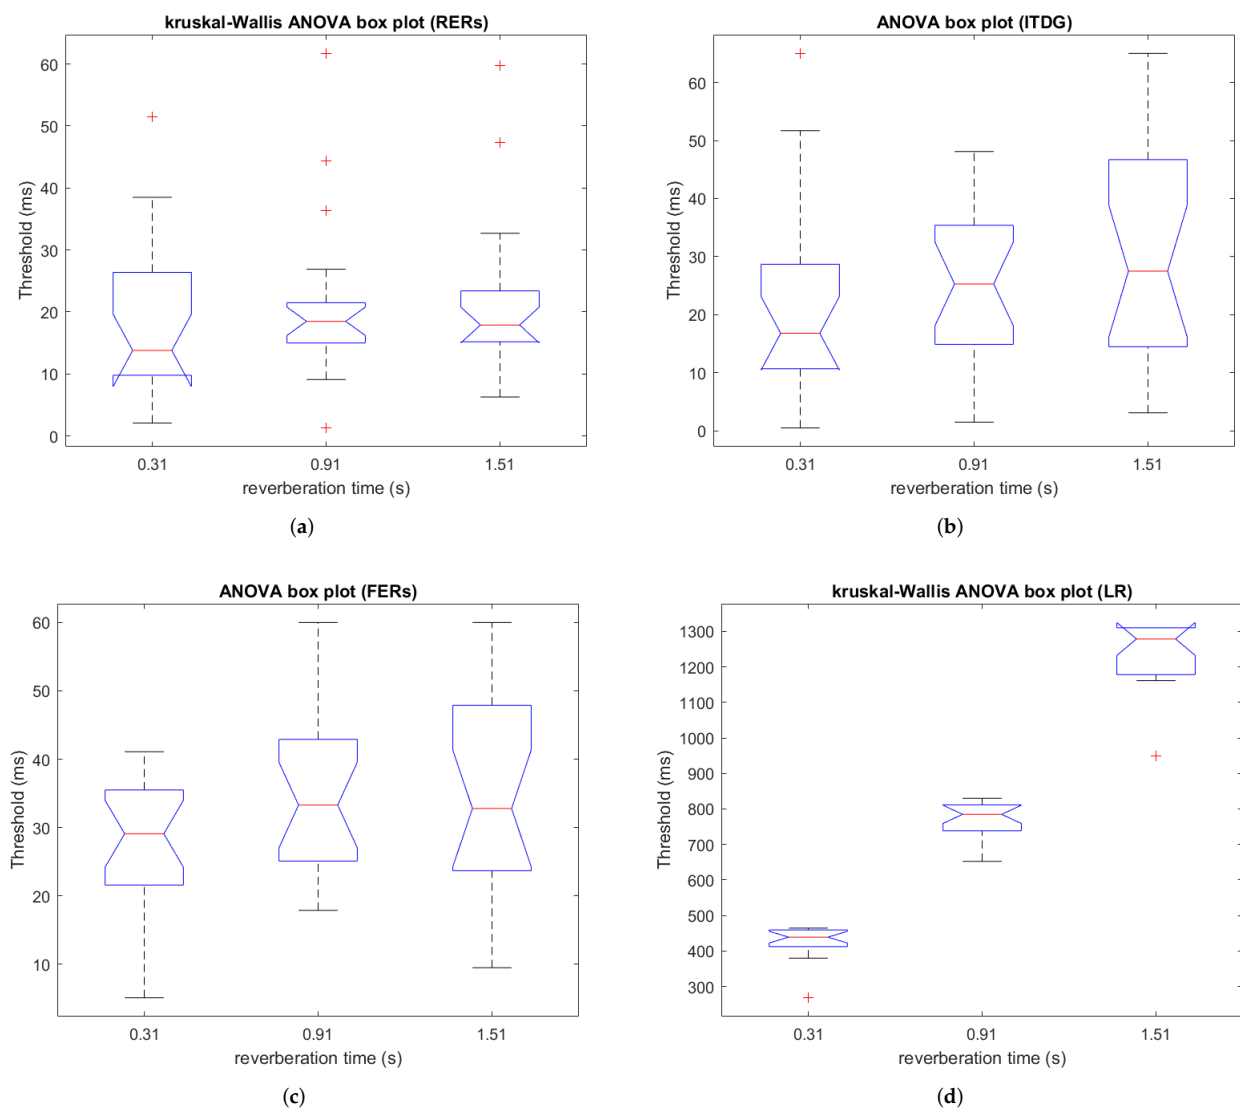 kruskal-Wallis ANOVA box plot (RERs)
60
50
40
30
20
10
0
Threshold (ms)
0.31 0.91 1.51
reverberation time (s)
(a)
ANOVA box plot (ITDG)
60
50
40
30
20
10
0
Threshold (ms)
0.31 0.91 1.51
reverberation time (s)
(b)
ANOVA box plot (FERs)
60
50
40
30
20
10
Threshold (ms)
0.31 0.91 1.51
reverberation time (s)
(c)
kruskal-Wallis ANOVA box plot (LR)
1300
1200
1100
1000
900
800
700
600
500
400
300
Threshold (ms)
0.31 0.91 1.51
reverberation time (s)
(d)